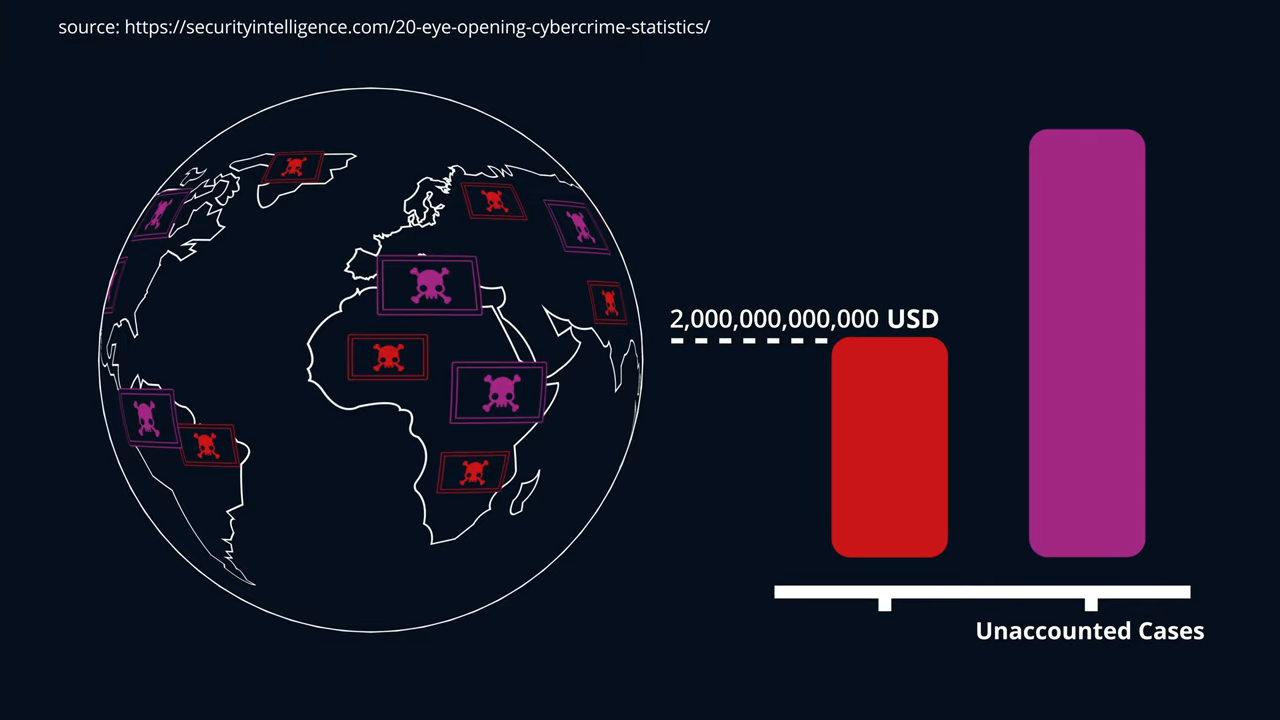 source: https://securityintelligence.com/20-eye-opening-cybercrime-statistics/
2,000,000,000,000 USD
Unaccounted Cases